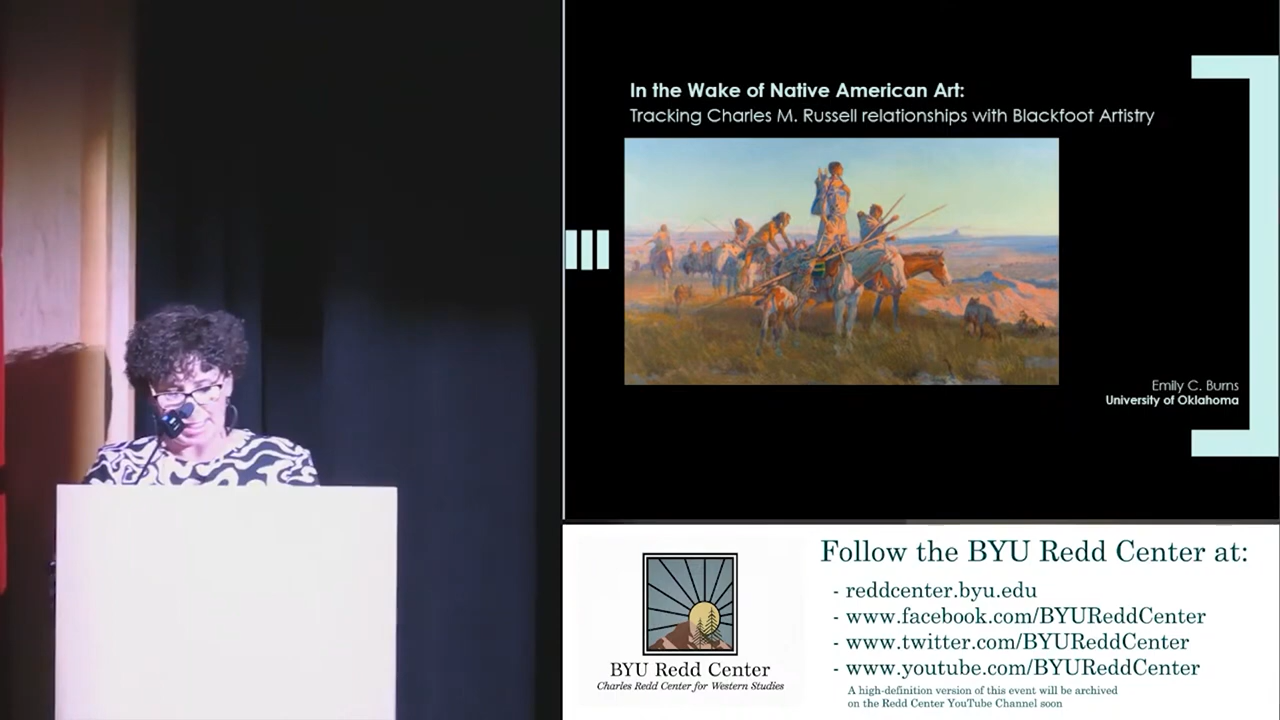 In the Wake of Native American Art:
Tracking Charles M. Russell relationships with Blackfoot Artistry
Emily C. Burns
University of Oklahoma
BYU Redd Center
Charles Redd Center for Western Studies
Follow the BYU Redd Center at:
- reddcenter.byu.edu
- www.facebook.com/BYUReddCenter
- www.twitter.com/BYUReddCenter
- www.youtube.com/BYUReddCenter
A high-definition version of this event will be archived
on the Redd Center YouTube Channel soon